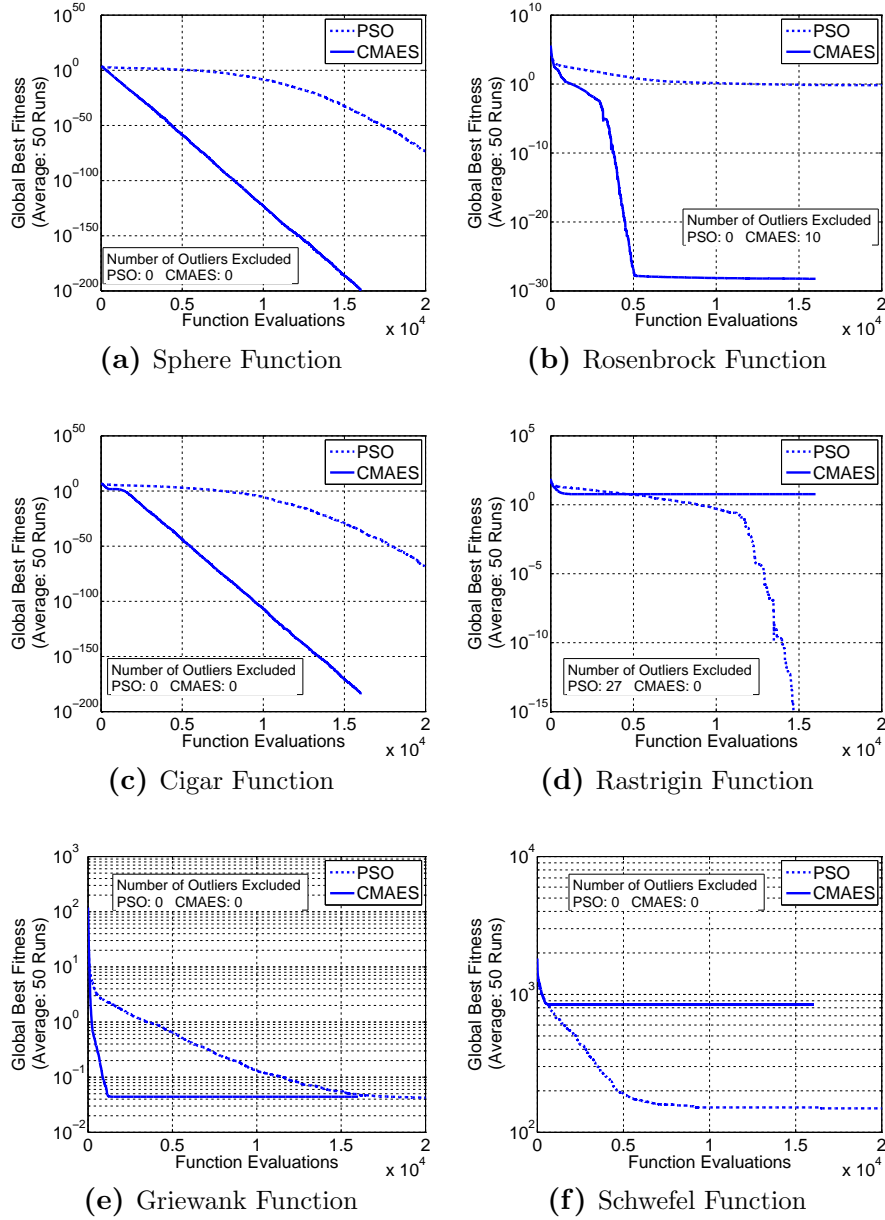 Global Best Fitness
(Average: 50 Runs)
10^50
10^0
10^-50
10^-100
10^-150
10^-200
PSO
CMAES
Number of Outliers Excluded
PSO: 0 CMAES: 0
0 0.5 1 1.5 2
Function Evaluations
x 10^4
(a) Sphere Function
Global Best Fitness
(Average: 50 Runs)
10^10
10^0
10^-10
10^-20
10^-30
PSO
CMAES
Number of Outliers Excluded
PSO: 0 CMAES: 10
0 0.5 1 1.5 2
Function Evaluations
x 10^4
(b) Rosenbrock Function
Global Best Fitness
(Average: 50 Runs)
10^50
10^0
10^-50
10^-100
10^-150
10^-200
PSO
CMAES
Number of Outliers Excluded
PSO: 0 CMAES: 0
0 0.5 1 1.5 2
Function Evaluations
x 10^4
(c) Cigar Function
Global Best Fitness
(Average: 50 Runs)
10^5
10^0
10^-5
10^-10
10^-15
PSO
CMAES
Number of Outliers Excluded
PSO: 27 CMAES: 0
0 0.5 1 1.5 2
Function Evaluations
x 10^4
(d) Rastrigin Function
Global Best Fitness
(Average: 50 Runs)
10^3
10^2
10^1
10^0
10^-1
10^-2
Number of Outliers Excluded
PSO: 0 CMAES: 0
PSO
CMAES
0 0.5 1 1.5 2
Function Evaluations
x 10^4
(e) Griewank Function
Global Best Fitness
(Average: 50 Runs)
10^4
10^3
10^2
Number of Outliers Excluded
PSO: 0 CMAES: 0
PSO
CMAES
0 0.5 1 1.5 2
Function Evaluations
x 10^4
(f) Schwefel Function